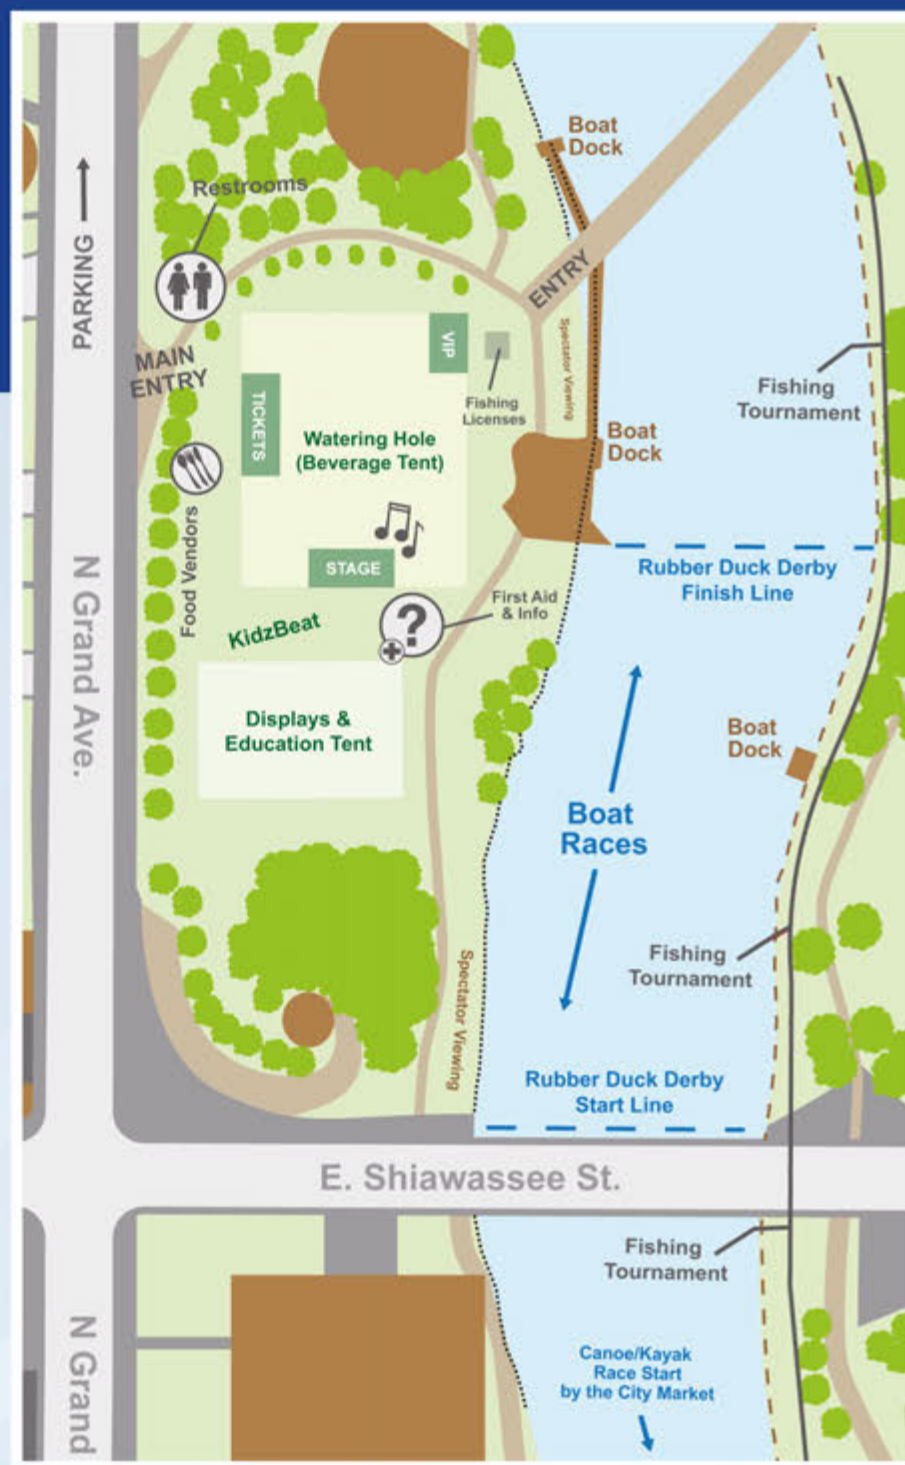 Boat
Dock
Restrooms
PARKING
ENTRY
MAIN
ENTRY
VIP
Spectator Viewing
Fishing
Licenses
Fishing
Tournament
TICKETS
Watering Hole
(Beverage Tent)
Boat
Dock
Food Vendors
STAGE
Rubber Duck Derby
Finish Line
First Aid
& Info
?
KidzBeat
N Grand Ave.
Displays &
Education Tent
Boat
Dock
Boat
Races
Fishing
Tournament
Spectator Viewing
Rubber Duck Derby
Start Line
E. Shiawassee St.
Fishing
Tournament
N Grand
Canoe/Kayak
Race Start
by the City Market